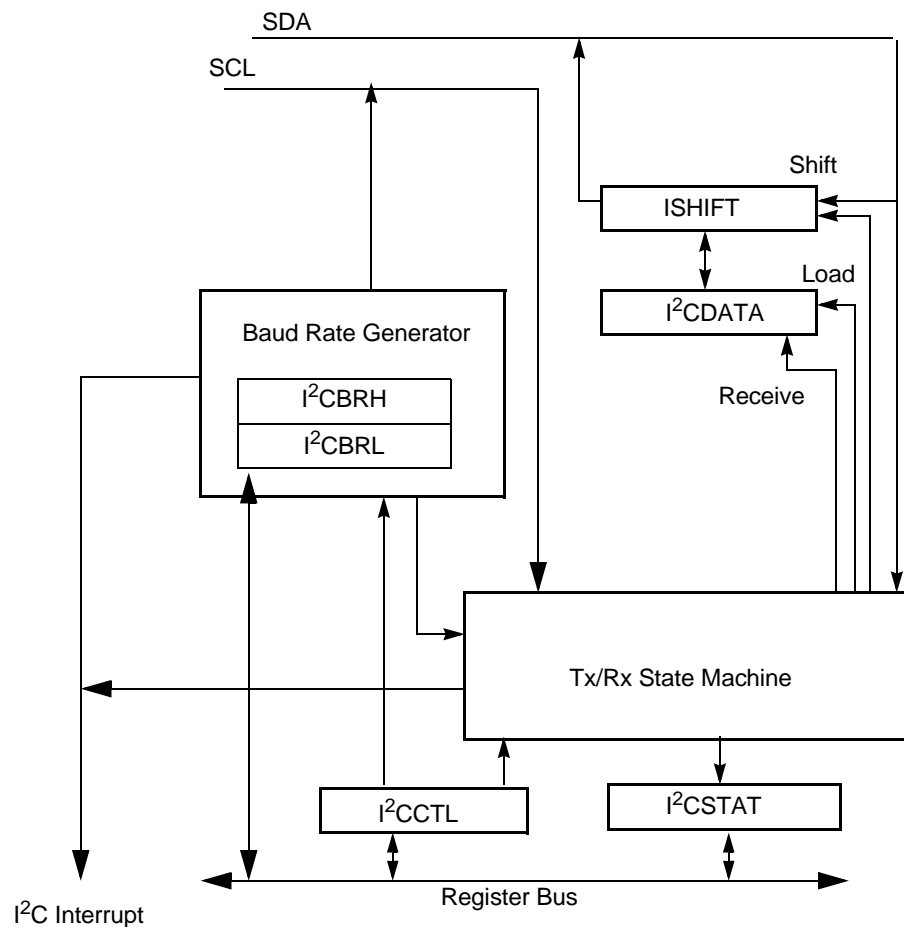 SDA
SCL
Shift
ISHIFT
Load
I²CDATA
Baud Rate Generator
I²CBRH
Receive
I²CBRL
Tx/Rx State Machine
I²CCTL
I²CSTAT
Register Bus
I²C Interrupt